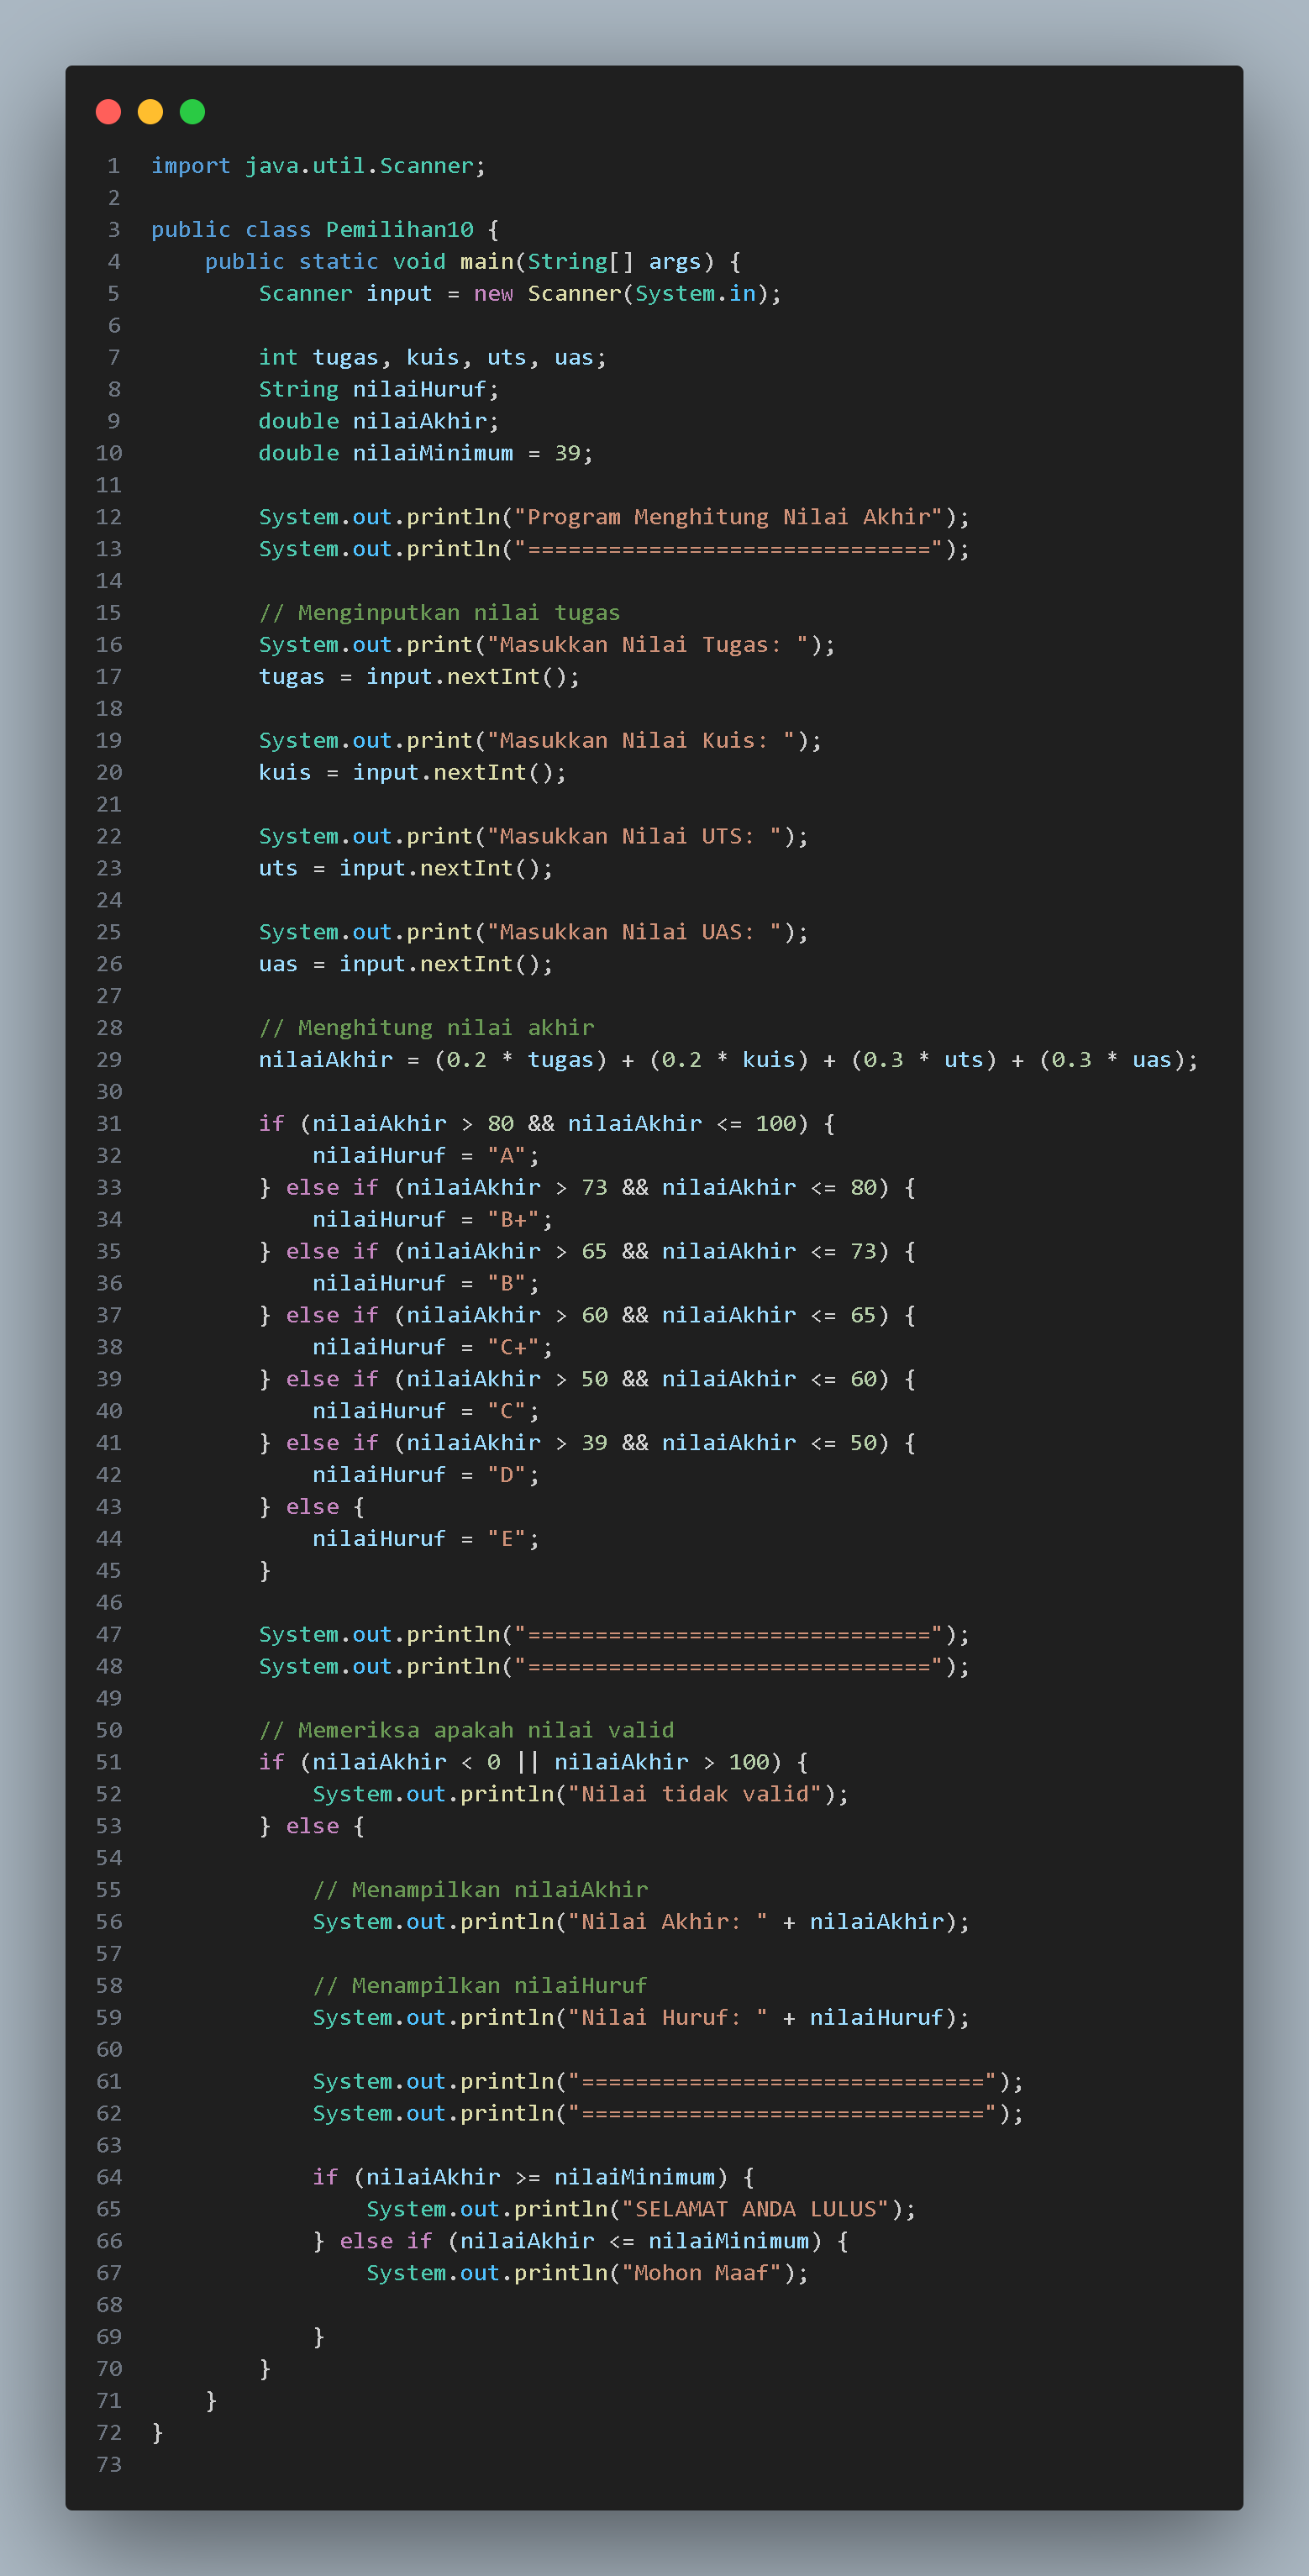 1 import java.util.Scanner;
2
3 public class Pemilihan10 {
4     public static void main(String[] args) {
5         Scanner input = new Scanner(System.in);
6
7         int tugas, kuis, uts, uas;
8         String nilaiHuruf;
9         double nilaiAkhir;
10         double nilaiMinimum = 39;
11
12         System.out.println("Program Menghitung Nilai Akhir");
13         System.out.println("==============================");
14
15         // Menginputkan nilai tugas
16         System.out.print("Masukkan Nilai Tugas: ");
17         tugas = input.nextInt();
18
19         System.out.print("Masukkan Nilai Kuis: ");
20         kuis = input.nextInt();
21
22         System.out.print("Masukkan Nilai UTS: ");
23         uts = input.nextInt();
24
25         System.out.print("Masukkan Nilai UAS: ");
26         uas = input.nextInt();
27
28         // Menghitung nilai akhir
29         nilaiAkhir = (0.2 * tugas) + (0.2 * kuis) + (0.3 * uts) + (0.3 * uas);
30
31         if (nilaiAkhir > 80 && nilaiAkhir <= 100) {
32             nilaiHuruf = "A";
33         } else if (nilaiAkhir > 73 && nilaiAkhir <= 80) {
34             nilaiHuruf = "B+";
35         } else if (nilaiAkhir > 65 && nilaiAkhir <= 73) {
36             nilaiHuruf = "B";
37         } else if (nilaiAkhir > 60 && nilaiAkhir <= 65) {
38             nilaiHuruf = "C+";
39         } else if (nilaiAkhir > 50 && nilaiAkhir <= 60) {
40             nilaiHuruf = "C";
41         } else if (nilaiAkhir > 39 && nilaiAkhir <= 50) {
42             nilaiHuruf = "D";
43         } else {
44             nilaiHuruf = "E";
45         }
46
47         System.out.println("==============================");
48         System.out.println("==============================");
49
50         // Memeriksa apakah nilai valid
51         if (nilaiAkhir < 0 || nilaiAkhir > 100) {
52             System.out.println("Nilai tidak valid");
53         } else {
54
55             // Menampilkan nilaiAkhir
56             System.out.println("Nilai Akhir: " + nilaiAkhir);
57
58             // Menampilkan nilaiHuruf
59             System.out.println("Nilai Huruf: " + nilaiHuruf);
60
61             System.out.println("==============================");
62             System.out.println("==============================");
63
64             if (nilaiAkhir >= nilaiMinimum) {
65                 System.out.println("SELAMAT ANDA LULUS");
66             } else if (nilaiAkhir <= nilaiMinimum) {
67                 System.out.println("Mohon Maaf");
68
69             }
70         }
71     }
72 }
73